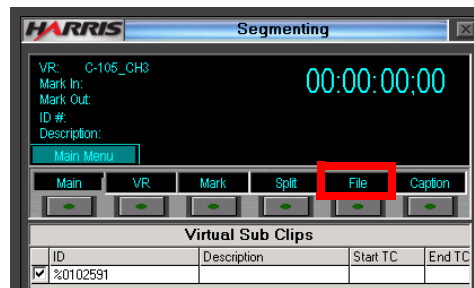 HARRIS Segmenting
VR: C-105_CH3
00:00:00;00
Mark In:
Mark Out:
ID #:
Description:
Main Menu
Main VR Mark Split File Caption
Virtual Sub Clips
ID Description Start TC End TC
%0102591